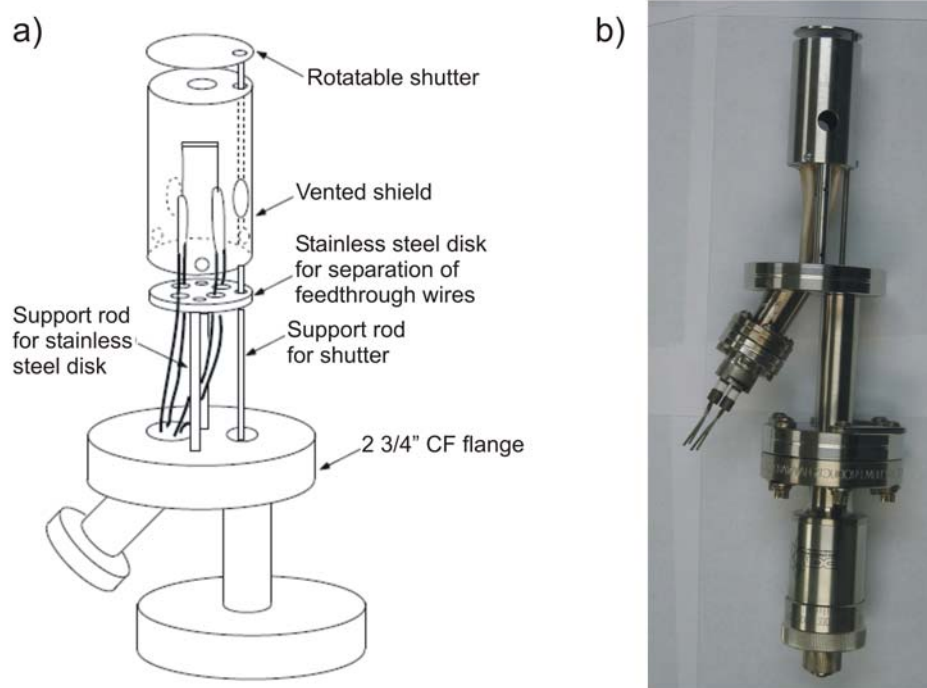 a)
b)
Rotatable shutter
Vented shield
Stainless steel disk
for separation of
feedthrough wires
Support rod
for stainless
steel disk
Support rod
for shutter
2 3/4” CF flange